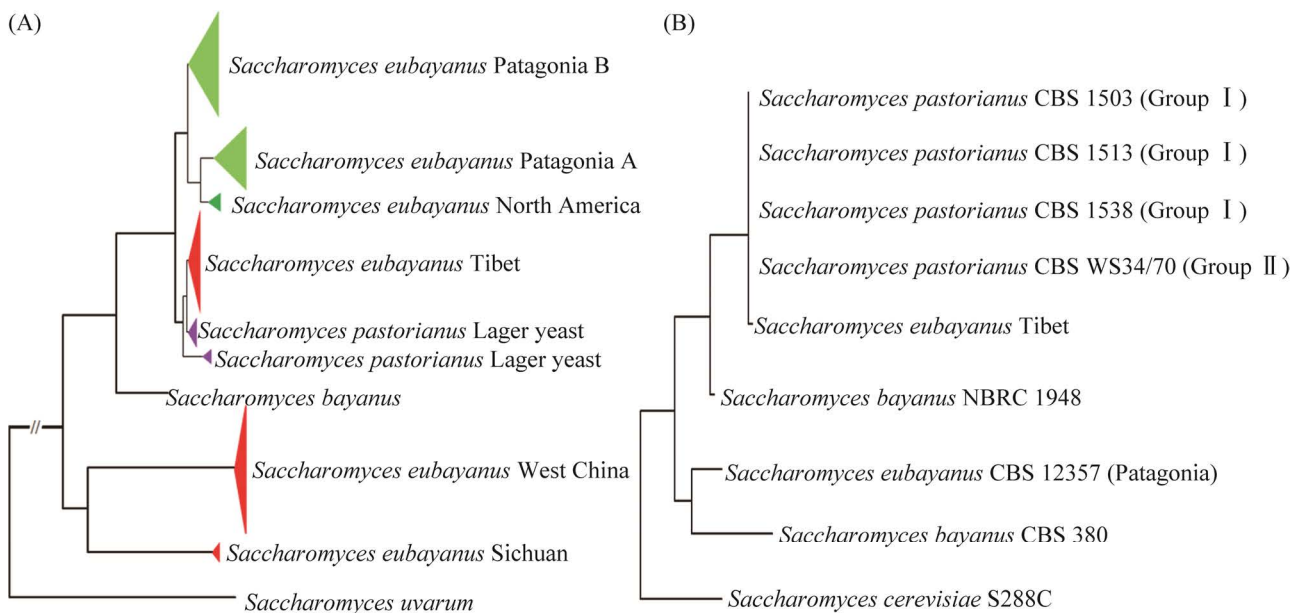 (A)
Saccharomyces eubayanus Patagonia B
Saccharomyces eubayanus Patagonia A
Saccharomyces eubayanus North America
Saccharomyces eubayanus Tibet
Saccharomyces pastorianus Lager yeast
Saccharomyces pastorianus Lager yeast
Saccharomyces bayanus
Saccharomyces eubayanus West China
Saccharomyces eubayanus Sichuan
Saccharomyces uvarum
(B)
Saccharomyces pastorianus CBS 1503 (Group Ⅰ)
Saccharomyces pastorianus CBS 1513 (Group Ⅰ)
Saccharomyces pastorianus CBS 1538 (Group Ⅰ)
Saccharomyces pastorianus CBS WS34/70 (Group Ⅱ)
Saccharomyces eubayanus Tibet
Saccharomyces bayanus NBRC 1948
Saccharomyces eubayanus CBS 12357 (Patagonia)
Saccharomyces bayanus CBS 380
Saccharomyces cerevisiae S288C